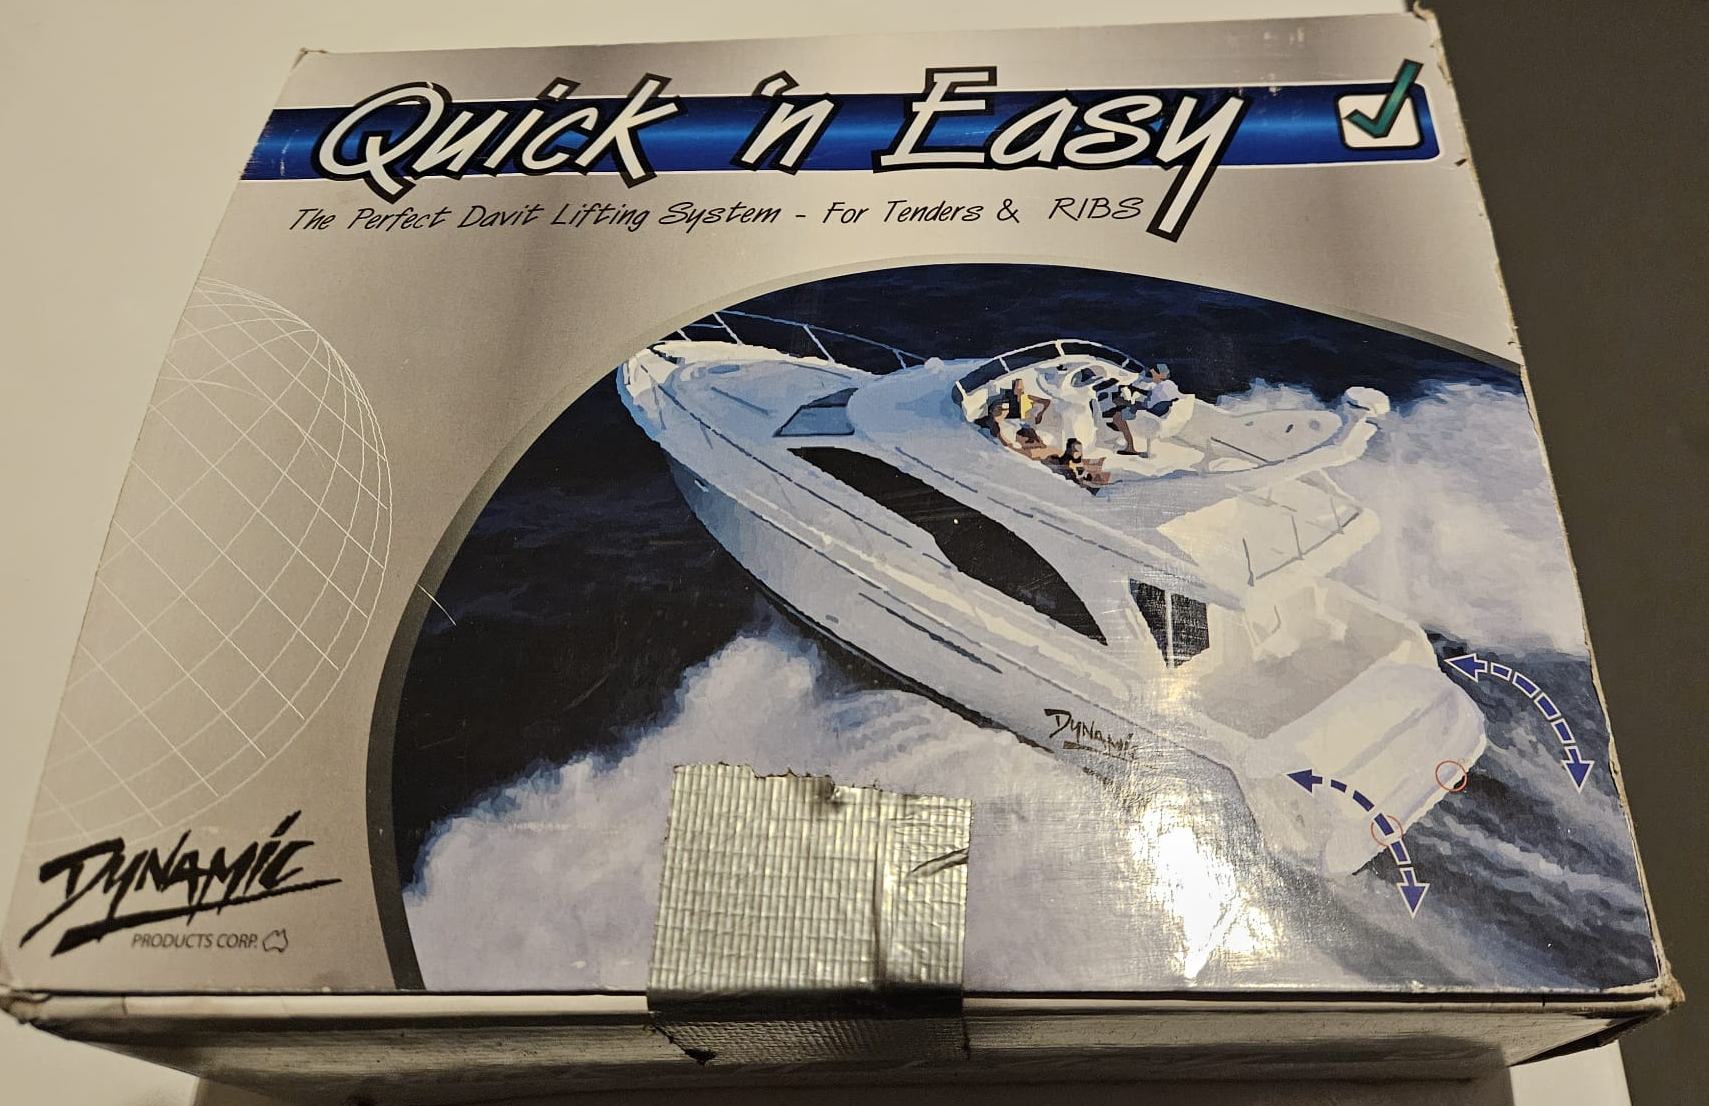 Quick 'n Easy
The Perfect Davit Lifting System - For Tenders & RIBS
DYNAMIC
DYNAMIC
PRODUCTS CORP.